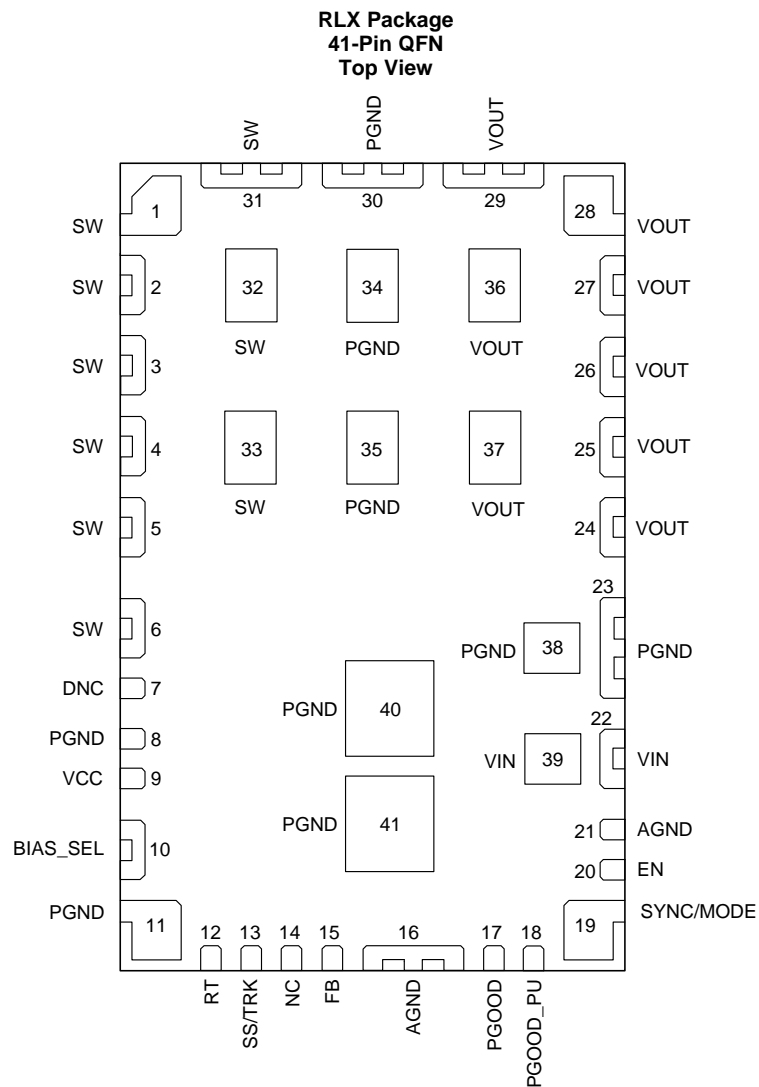 RLX Package
41-Pin QFN
Top View
SW
PGND
VOUT
31
30
29
1
28
SW
VOUT
SW
2
32
34
36
27
VOUT
SW
PGND
VOUT
SW
3
26
VOUT
SW
4
33
35
37
25
VOUT
SW
PGND
VOUT
SW
5
24
VOUT
23
SW
6
PGND
38
PGND
DNC
7
PGND
40
22
PGND
8
VIN
39
VIN
VCC
9
PGND
41
21
AGND
BIAS_SEL
10
20
EN
PGND
11
19
SYNC/MODE
12
13
14
15
16
17
18
RT
SS/TRK
NC
FB
AGND
PGOOD
PGOOD_PU